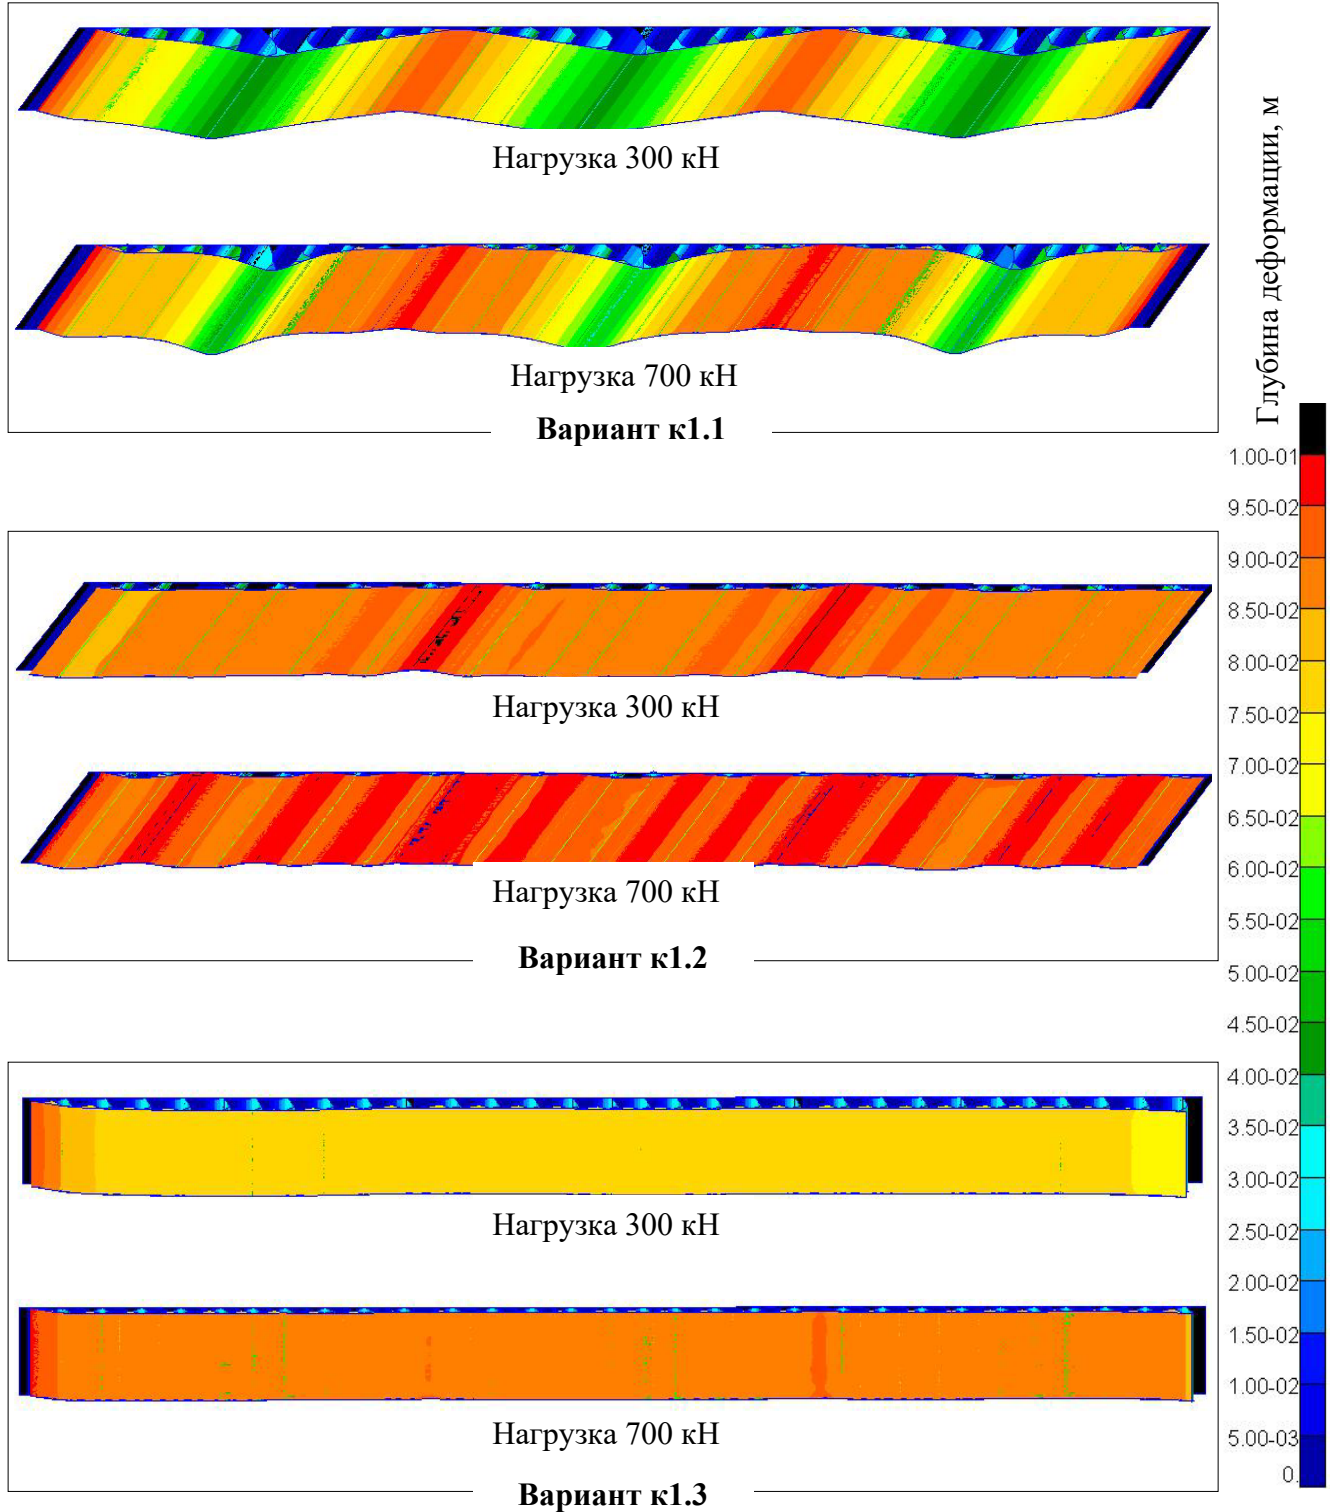 Нагрузка 300 кН
Нагрузка 700 кН
Вариант к1.1
Нагрузка 300 кН
Нагрузка 700 кН
Вариант к1.2
Нагрузка 300 кН
Нагрузка 700 кН
Вариант к1.3
Глубина деформации, м
1.00-01
9.50-02
9.00-02
8.50-02
8.00-02
7.50-02
7.00-02
6.50-02
6.00-02
5.50-02
5.00-02
4.50-02
4.00-02
3.50-02
3.00-02
2.50-02
2.00-02
1.50-02
1.00-02
5.00-03
0.